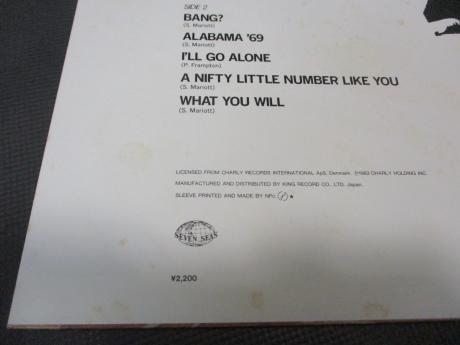 SIDE 2
BANG?
(S. Mariott)
ALABAMA '69
(S. Mariott)
I'LL GO ALONE
(P. Frampton)
A NIFTY LITTLE NUMBER LIKE YOU
(S. Mariott)
WHAT YOU WILL
(S. Mariott)
LICENSED FROM CHARLY RECORDS INTERNATIONAL ApS, Denmark. ℗1983 CHARLY HOLDING INC.
MANUFACTURED AND DISTRIBUTED BY KING RECORD CO., LTD. Japan.
SLEEVE PRINTED AND MADE BY NPc. ★
SEVEN SEAS
¥2,200